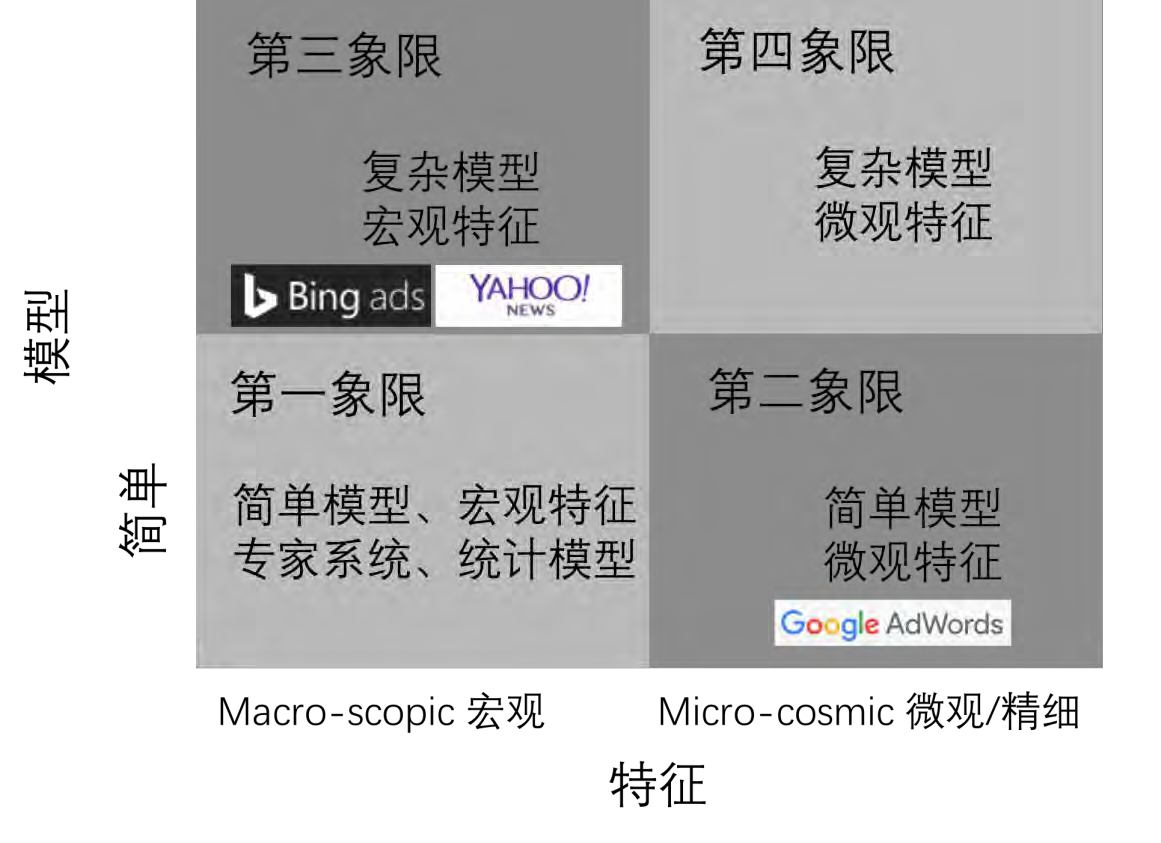 第三象限
复杂模型
宏观特征
Bing ads
YAHOO!
NEWS
第四象限
复杂模型
微观特征
模型
简单
第一象限
简单模型、宏观特征
专家系统、统计模型
第二象限
简单模型
微观特征
Google AdWords
Macro-scopic 宏观
Micro-cosmic 微观/精细
特征